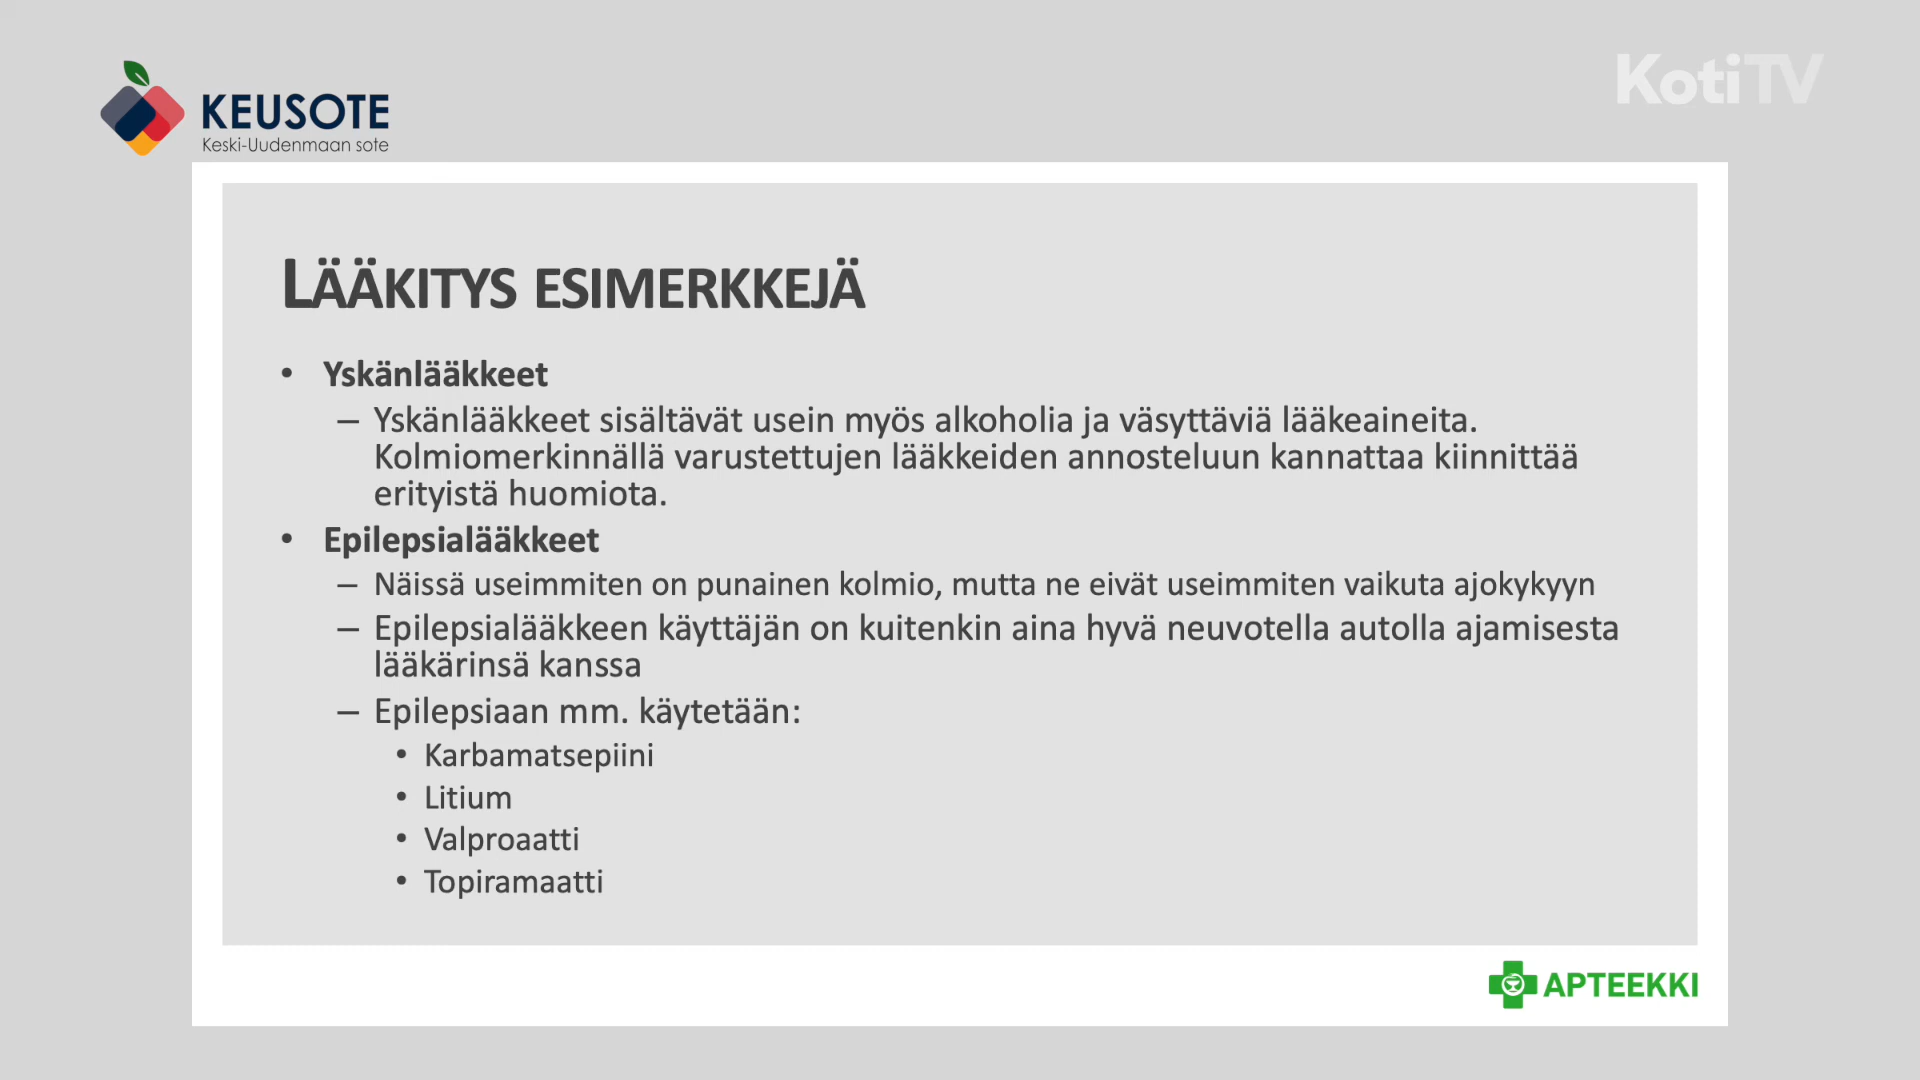 KEUSOTE
Keski-Uudenmaan sote
KotiTV
LÄÄKITYS ESIMERKKEJÄ
• Yskänlääkkeet
– Yskänlääkkeet sisältävät usein myös alkoholia ja väsyttäviä lääkeaineita.
Kolmiomerkinnällä varustettujen lääkkeiden annosteluun kannattaa kiinnittää
erityistä huomiota.
• Epilepsialääkkeet
– Näissä useimmiten on punainen kolmio, mutta ne eivät useimmiten vaikuta ajokykyyn
– Epilepsialääkkeen käyttäjän on kuitenkin aina hyvä neuvotella autolla ajamisesta
lääkärinsä kanssa
– Epilepsiaan mm. käytetään:
• Karbamatsepiini
• Litium
• Valproaatti
• Topiramaatti
APTEEKKI